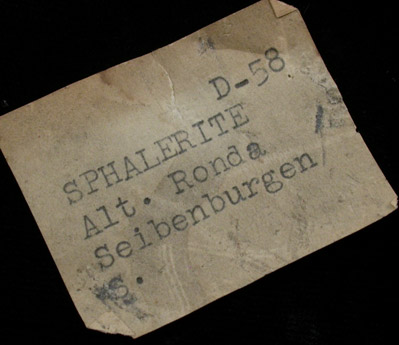 D-58
SPHALERITE
Alt. Ronda
Seibenburgen
S.